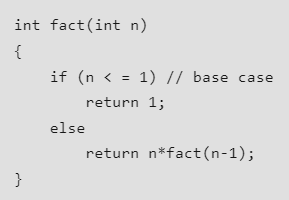 int fact(int n)
{
    if (n < = 1) // base case
        return 1;
    else
        return n*fact(n-1);
}